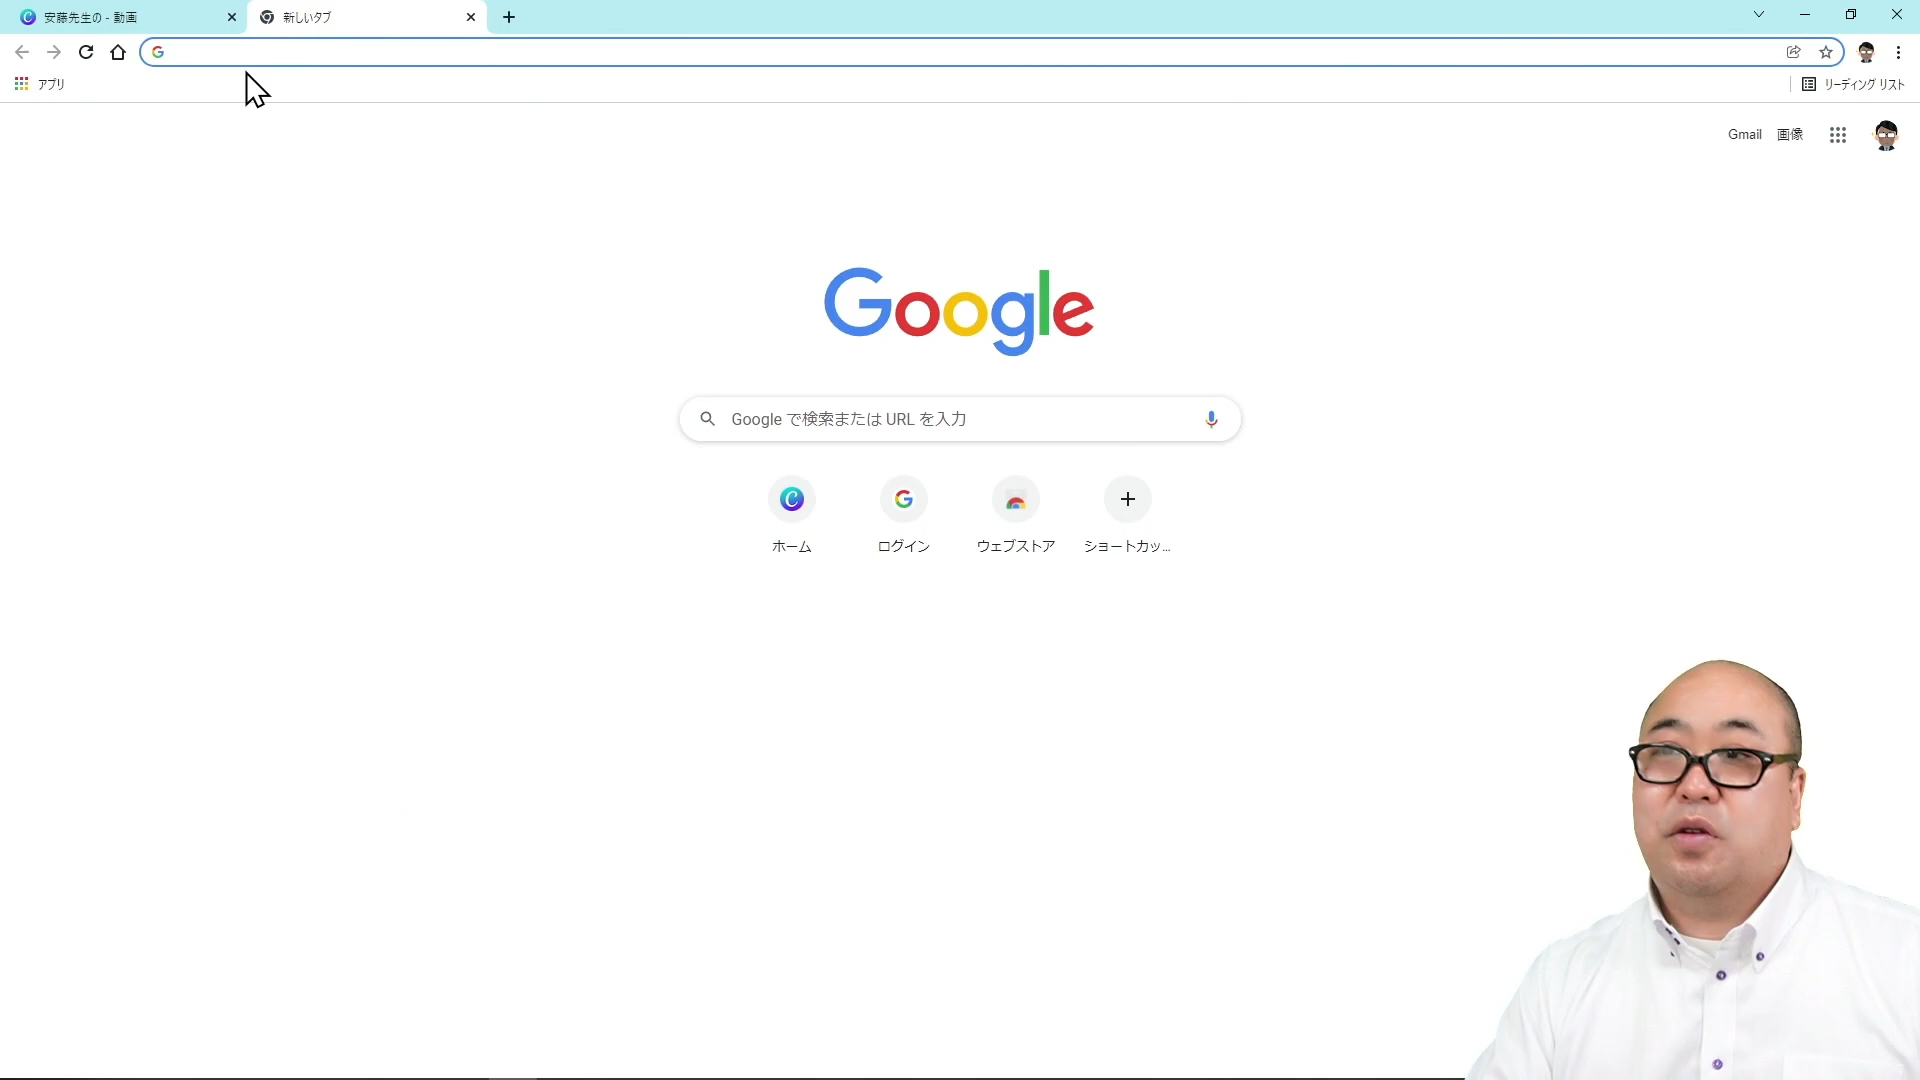 安藤先生の - 動画
新しいタブ
アプリ
リーディング リスト
Gmail 画像
Google
Google で検索または URL を入力
ホーム
ログイン
ウェブストア
ショートカッ...